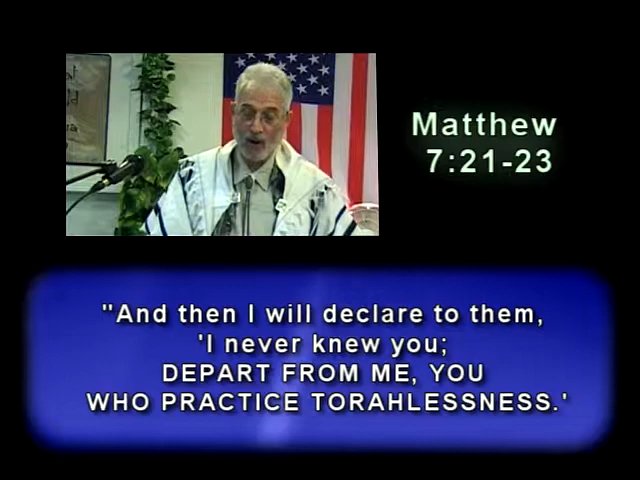 Matthew
7:21-23
"And then I will declare to them,
'I never knew you;
DEPART FROM ME, YOU
WHO PRACTICE TORAHLESSNESS.'